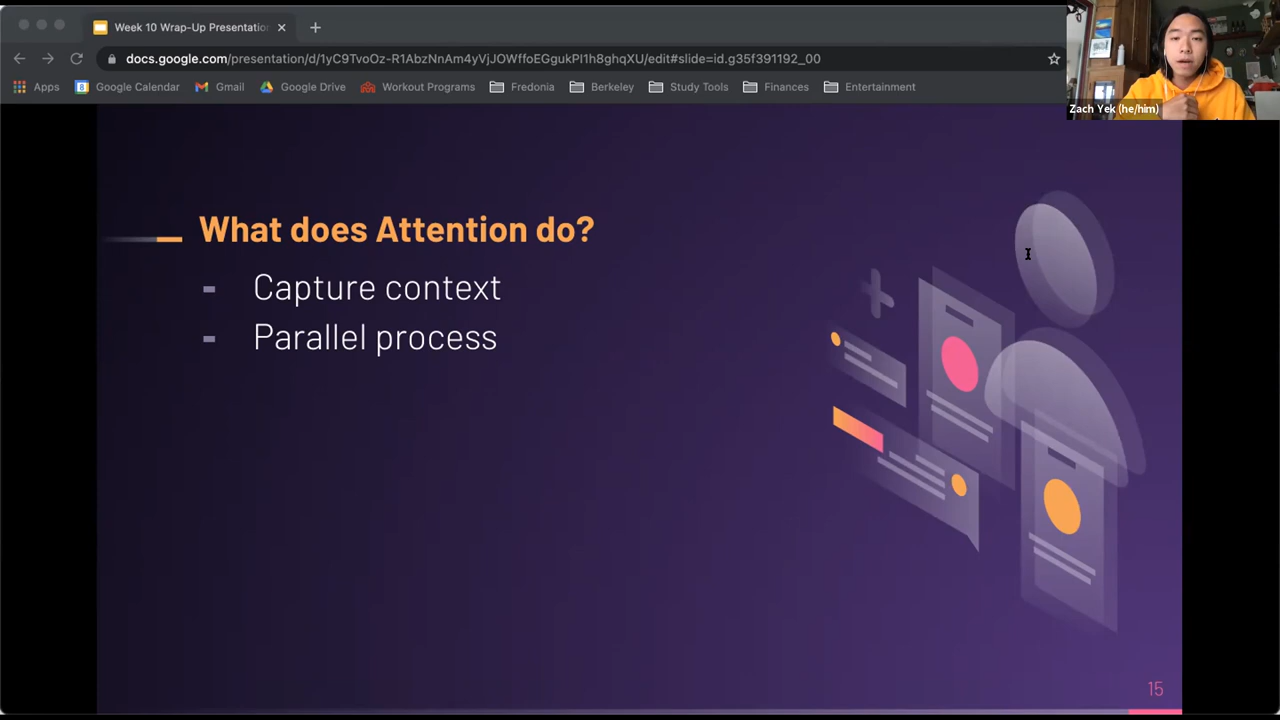 Week 10 Wrap-Up Presentation
docs.google.com/presentation/d/1yC9TvoOz-R1AbzNnAm4yVjJOWffoEGgukPl1h8ghqXU/edit#slide=id.g35f391192_00
Apps Google Calendar Gmail Google Drive Workout Programs Fredonia Berkeley Study Tools Finances Entertainment
Zach Yek (he/him)
What does Attention do?
- Capture context
- Parallel process
15